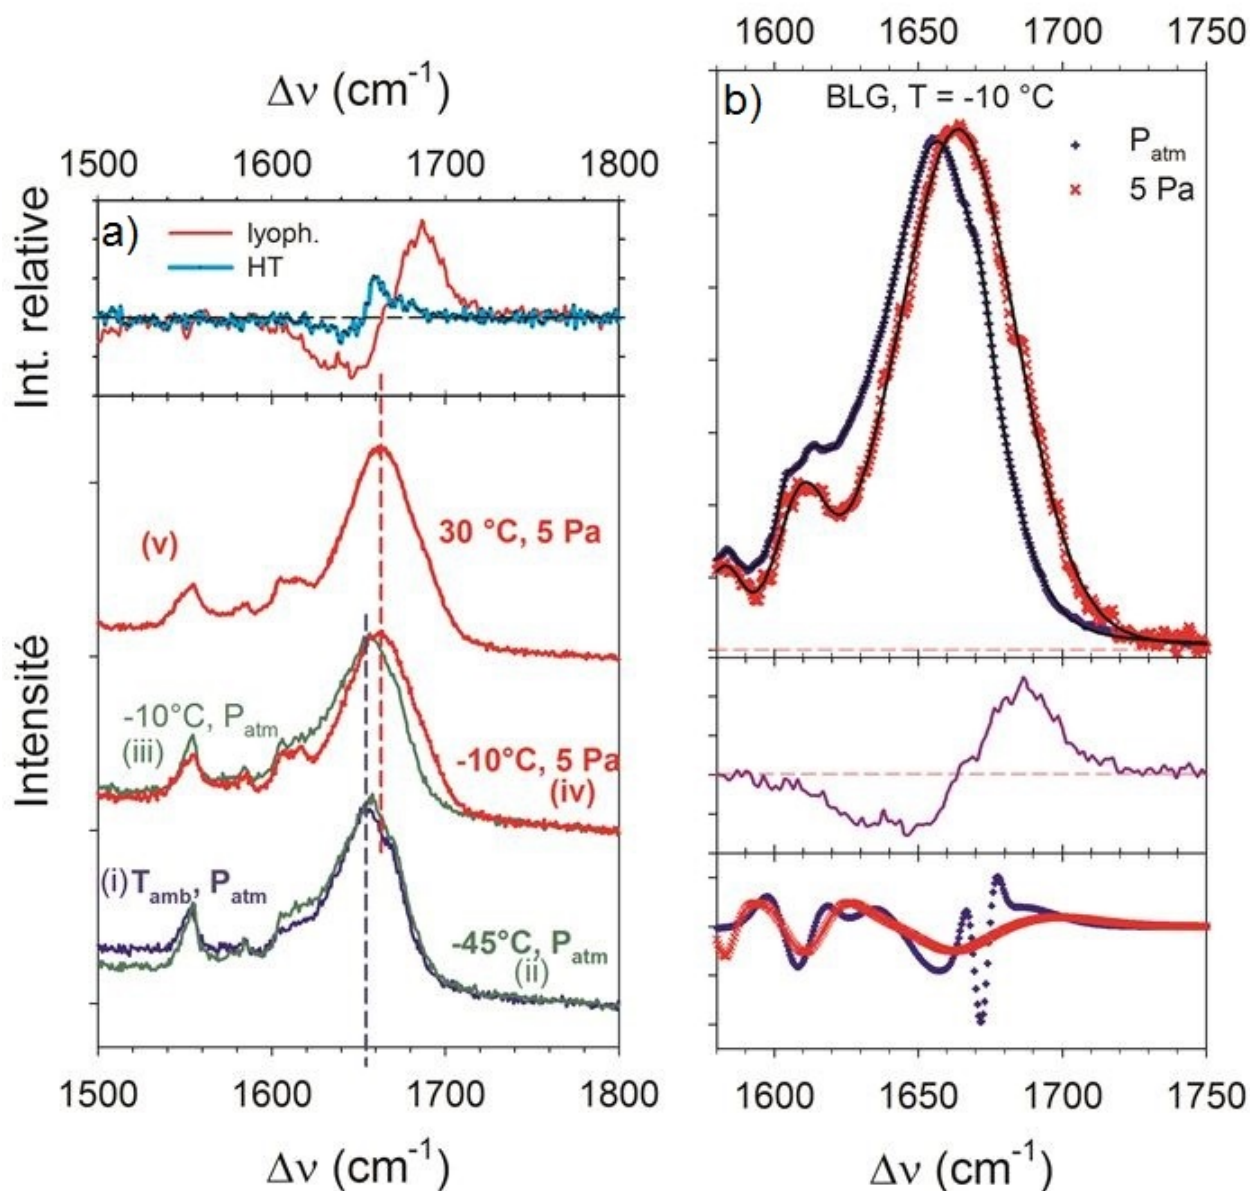 Δν (cm⁻¹)
1500 1600 1700 1800
a)
lyoph.
HT
Int. relative
(v)
30 °C, 5 Pa
-10°C, Patm
(iii)
-10°C, 5 Pa
(iv)
(i) Tamb, Patm
-45°C, Patm
(ii)
Intensité
1500 1600 1700 1800
Δν (cm⁻¹)
1600 1650 1700 1750
b)
BLG, T = -10 °C
Patm
5 Pa
1600 1650 1700 1750
Δν (cm⁻¹)